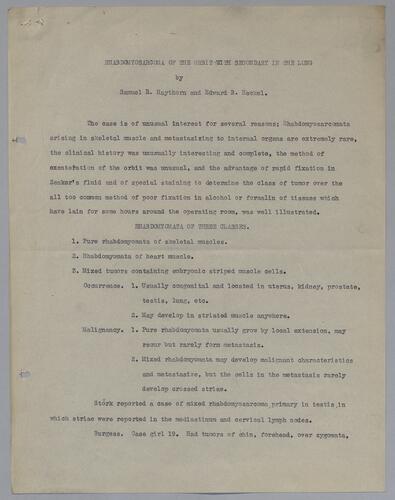 RHABDOMYOSARCOMA OF THE ORBIT WITH SECONDARY IN THE LUNG
by
Samuel R. Haythorn and Edward B. Heckel.
The case is of unusual interest for several reasons; Rhabdomyosarcomata
arising in skeletal muscle and metastasizing to internal organs are extremely rare,
the clinical history was unusually interesting and complete, the method of
exenteration of the orbit was unusual, and the advantage of rapid fixation in
Zenker's fluid and of special staining to determine the class of tumor over the
all too common method of poor fixation in alcohol or formalin of tissues which
have lain for some hours around the operating room, was well illustrated.
RHABDOMYOMATA OF THREE CLASSES.
1. Pure rhabdomyomata of skeletal muscles.
2. Rhabdomyomata of heart muscle.
3. Mixed tumors containing embryonic striped muscle cells.
Occurrence. 1. Usually congenital and located in uterus, kidney, prostate,
testis, lung, etc.
2. May develop in striated muscle anywhere.
Malignancy. 1. Pure rhabdomyomata usually grow by local extension, may
recur but rarely form metastasis.
2. Mixed rhabdomyomata may develop malignant characteristics
and metastasize, but the cells in the metastasis rarely
develop crossed striae.
Störk reported a case of mixed rhabdomyosarcoma, primary in testis, in
which striae were reported in the mediastinum and cervical lymph nodes.
Burgess. Case girl 19. Had tumors of chin, forehead, over zygomata,